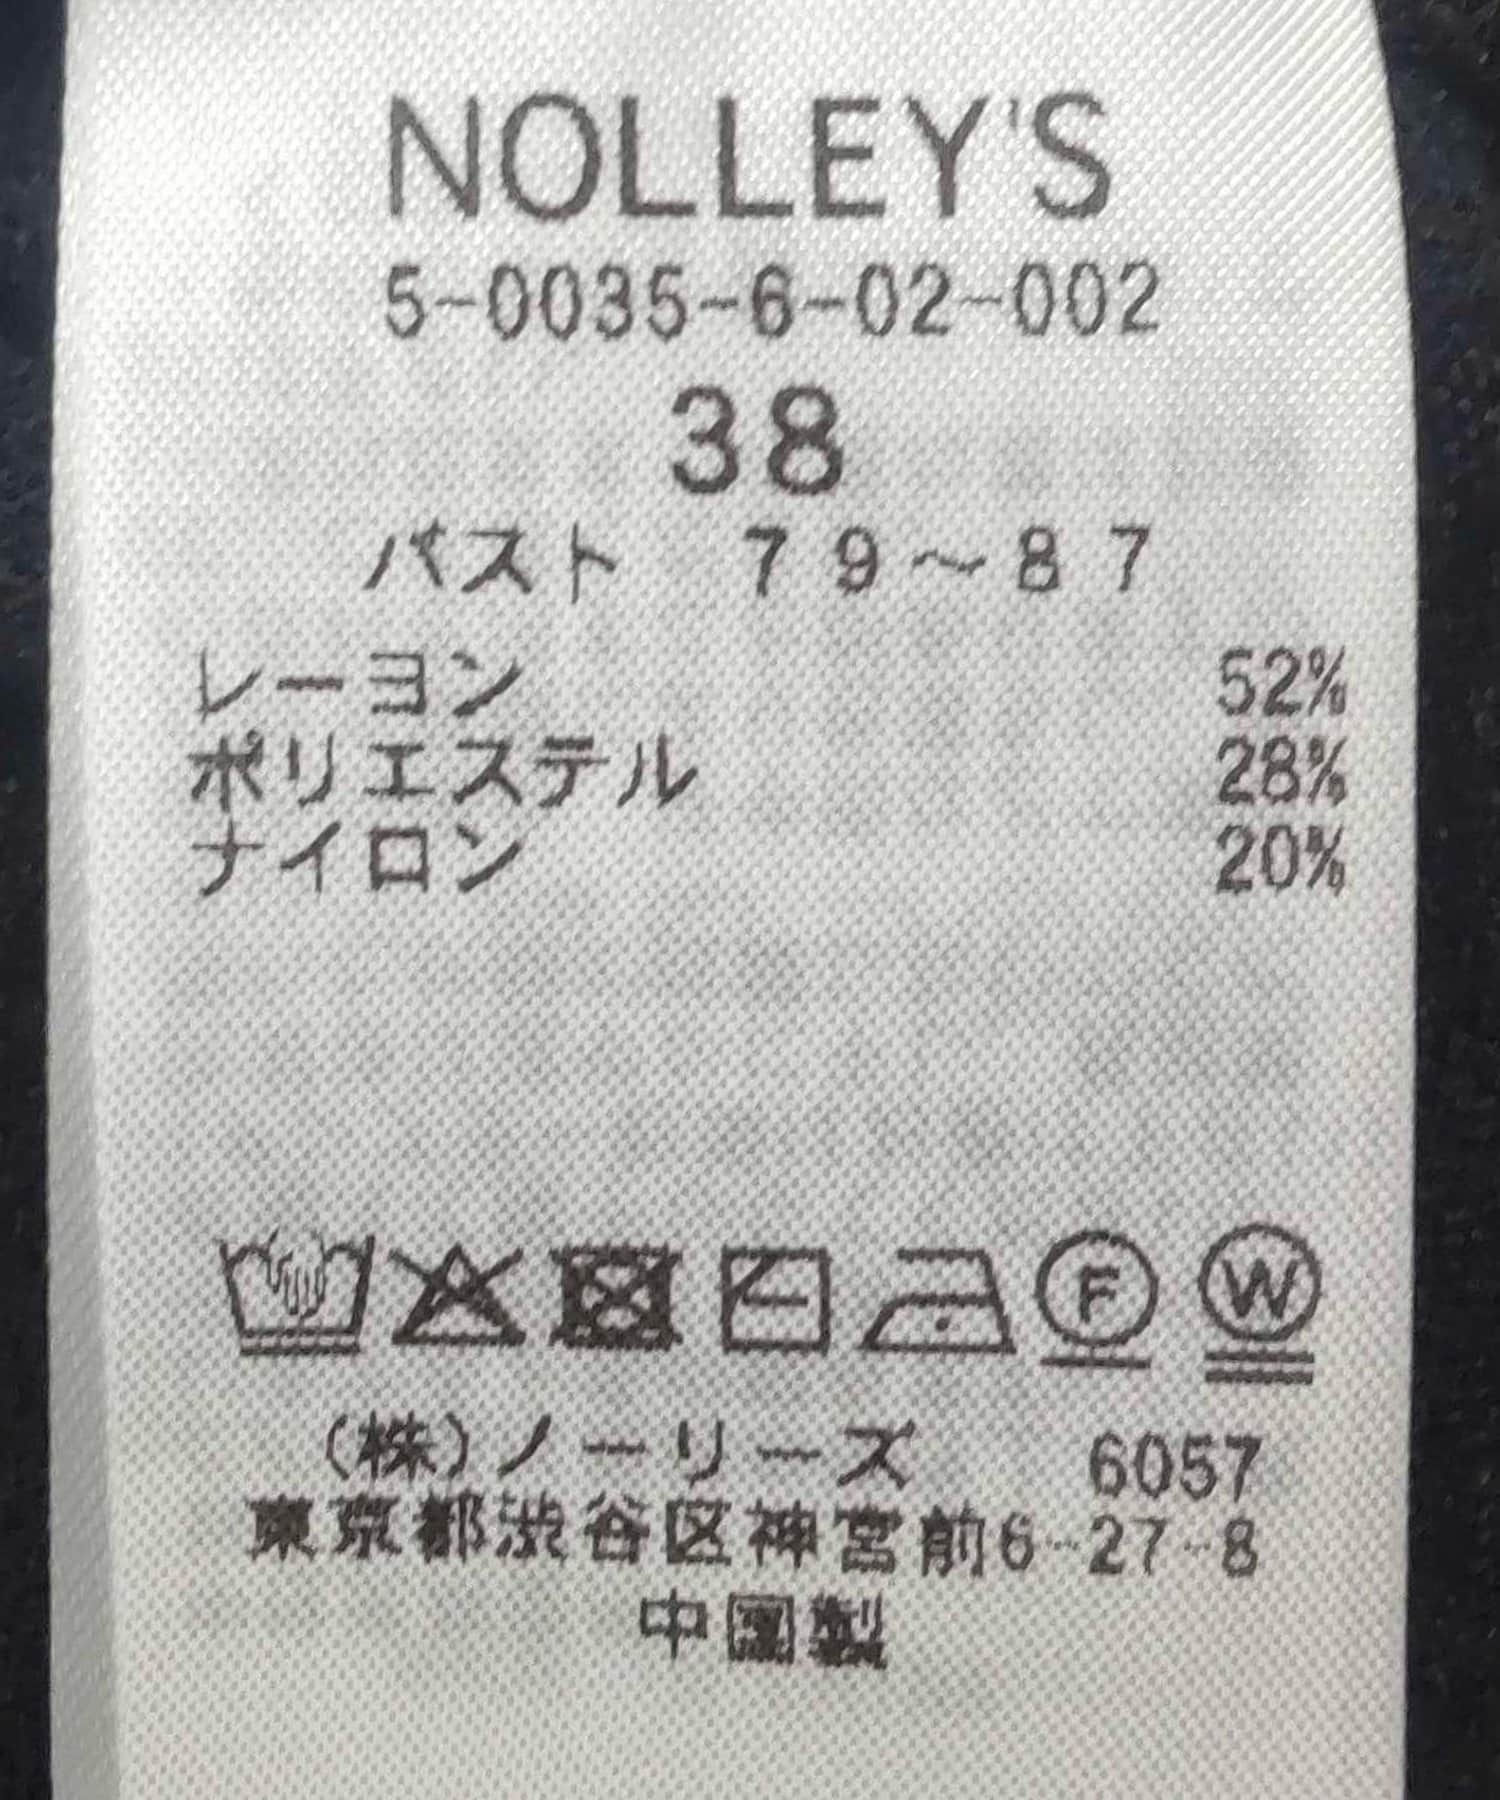 NOLLEY'S
5-0035-6-02-002
38
バスト 79～87
レーヨン 52%
ポリエステル 28%
ナイロン 20%
F W
(株)ノーリーズ 6057
東京都渋谷区神宮前6-27-8
中国製